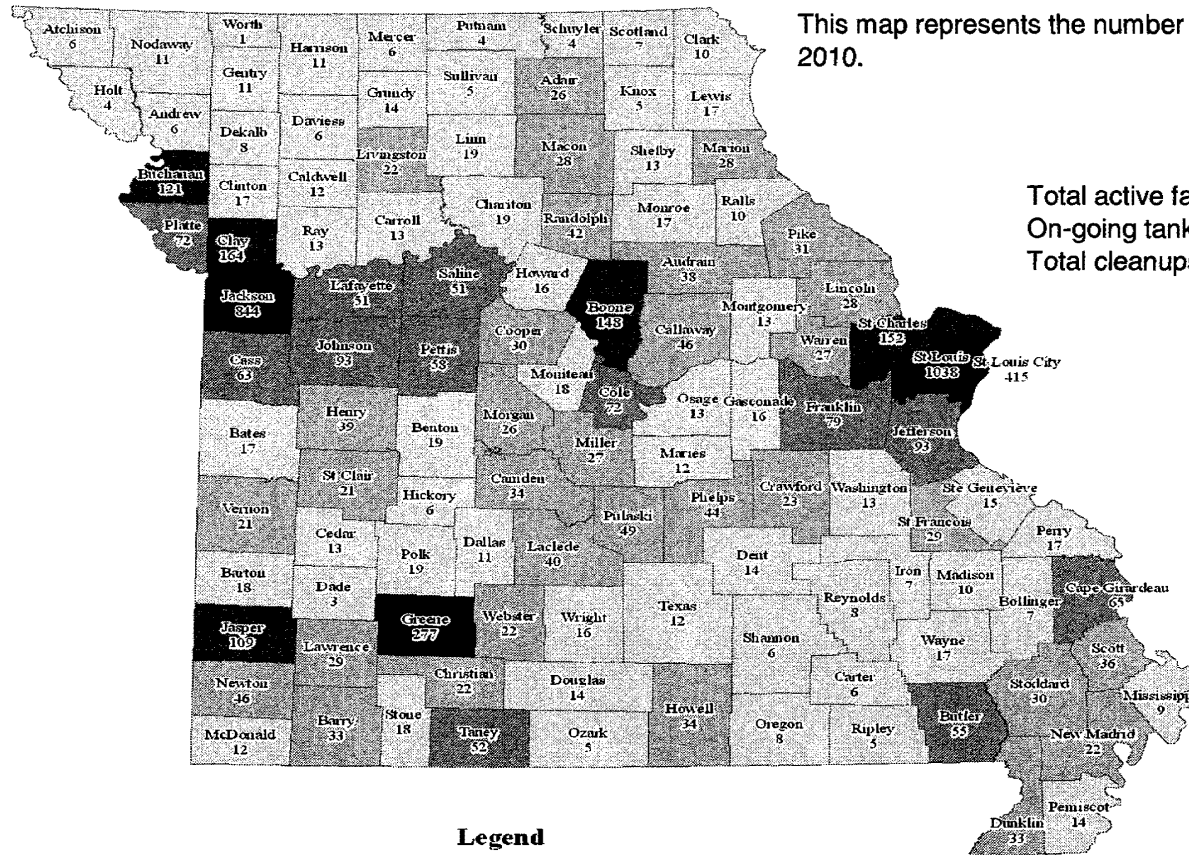 This map represents the number
2010.
Total active fa
On-going tank
Total cleanups
Atchison
6
Nodaway
11
Worth
1
Harrison
11
Mercer
6
Putnam
4
Schuyler
4
Scotland
7
Clark
10
Holt
4
Andrew
6
Gentry
11
Dekalb
8
Daviess
6
Grundy
14
Sullivan
5
Adair
26
Knox
5
Lewis
17
Buchanan
121
Clinton
17
Caldwell
12
Livingston
22
Linn
19
Macon
28
Shelby
13
Marion
28
Platte
72
Clay
164
Ray
13
Carroll
13
Chariton
19
Randolph
42
Monroe
17
Ralls
10
Pike
31
Jackson
844
Lafayette
51
Saline
51
Howard
16
Boone
148
Audrain
38
Callaway
46
Montgomery
13
Lincoln
28
Warren
27
St Charles
152
St Louis
1038
St Louis City
415
Cass
63
Johnson
93
Pettis
58
Cooper
30
Moniteau
18
Cole
72
Osage
13
Gasconade
16
Franklin
79
Jefferson
93
Bates
17
Henry
39
Benton
19
Morgan
26
Miller
27
Maries
12
Vernon
21
St Clair
21
Hickory
6
Camden
34
Pulaski
49
Phelps
44
Crawford
23
Washington
13
Ste Genevieve
15
St Francois
29
Perry
17
Barton
18
Cedar
13
Polk
19
Dallas
11
Laclede
40
Dent
14
Iron
7
Madison
10
Bollinger
7
Cape Girardeau
65
Dade
3
Jasper
109
Greene
277
Webster
22
Wright
16
Texas
12
Shannon
6
Reynolds
8
Wayne
17
Scott
36
Mississippi
9
Lawrence
29
Newton
46
Christian
22
Douglas
14
Howell
34
Carter
6
Butler
55
Stoddard
30
New Madrid
22
McDonald
12
Barry
33
Stone
18
Taney
52
Ozark
5
Oregon
8
Ripley
5
Dunklin
33
Pemiscot
14
Legend